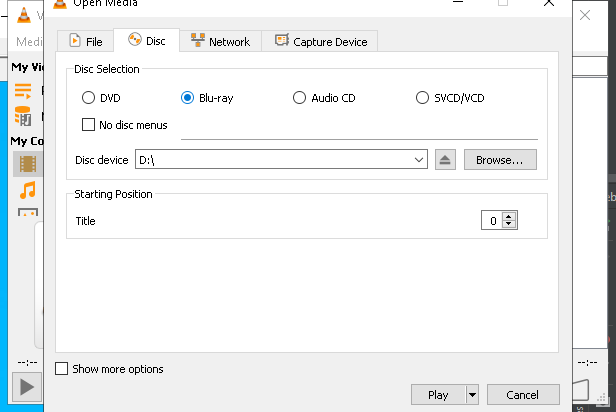 Open Media
Medi
File
Disc
Network
Capture Device
My Vi
Disc Selection
DVD
Blu-ray
Audio CD
SVCD/VCD
No disc menus
My Co
Disc device
D:\
Browse...
Starting Position
Title
0
--:--
Show more options
--:--
Play
Cancel